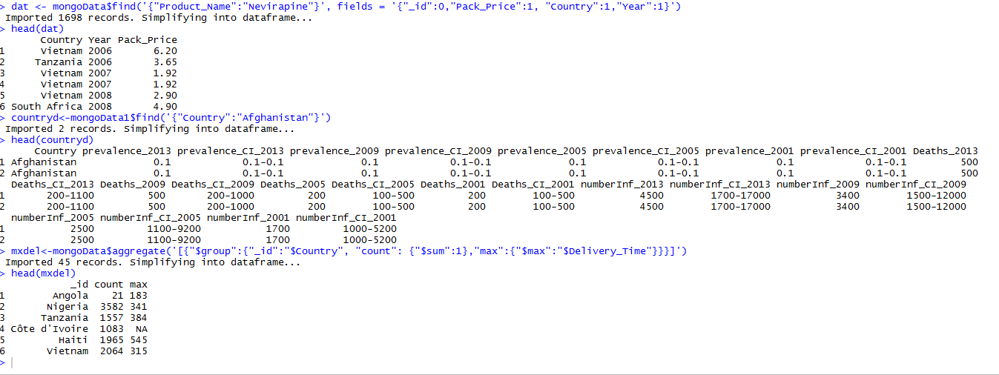 > dat <- mongoData$find('{"Product_Name":"Nevirapine"}', fields = '{"_id":0,"Pack_Price":1, "Country":1,"Year":1}')
 Imported 1698 records. Simplifying into dataframe...
> head(dat)
       Country Year Pack_Price
1      Vietnam 2006       6.20
2     Tanzania 2006       3.65
3      Vietnam 2007       1.92
4      Vietnam 2007       1.92
5      Vietnam 2008       2.90
6 South Africa 2008       4.90
> countryd<-mongoData1$find('{"Country":"Afghanistan"}')
 Imported 2 records. Simplifying into dataframe...
> head(countryd)
      Country prevalence_2013 prevalence_CI_2013 prevalence_2009 prevalence_CI_2009 prevalence_2005 prevalence_CI_2005 prevalence_2001 prevalence_CI_2001 Deaths_2013
1 Afghanistan             0.1            0.1-0.1             0.1            0.1-0.1             0.1            0.1-0.1             0.1            0.1-0.1         500
2 Afghanistan             0.1            0.1-0.1             0.1            0.1-0.1             0.1            0.1-0.1             0.1            0.1-0.1         500
  Deaths_CI_2013 Deaths_2009 Deaths_CI_2009 Deaths_2005 Deaths_CI_2005 Deaths_2001 Deaths_CI_2001 numberInf_2013 numberInf_CI_2013 numberInf_2009 numberInf_CI_2009
1       200-1100         500       200-1000         200        100-500         200        100-500           4500        1700-17000           3400        1500-12000
2       200-1100         500       200-1000         200        100-500         200        100-500           4500        1700-17000           3400        1500-12000
  numberInf_2005 numberInf_CI_2005 numberInf_2001 numberInf_CI_2001
1           2500         1100-9200           1700         1000-5200
2           2500         1100-9200           1700         1000-5200
> mxdel<-mongoData$aggregate('[{"$group":{"_id":"$Country", "count": {"$sum":1},"max":{"$max":"$Delivery_Time"}}}]')
 Imported 45 records. Simplifying into dataframe...
> head(mxdel)
            _id count max
1        Angola    21 183
2       Nigeria  3582 341
3      Tanzania  1557 384
4 Côte d'Ivoire  1083  NA
5         Haiti  1965 545
6       Vietnam  2064 315
>